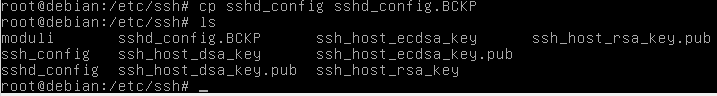 root@debian:/etc/ssh# cp sshd_config sshd_config.BCKP
root@debian:/etc/ssh# ls
moduli      sshd_config.BCKP      ssh_host_ecdsa_key      ssh_host_rsa_key.pub
ssh_config   ssh_host_dsa_key      ssh_host_ecdsa_key.pub
sshd_config  ssh_host_dsa_key.pub  ssh_host_rsa_key
root@debian:/etc/ssh# _